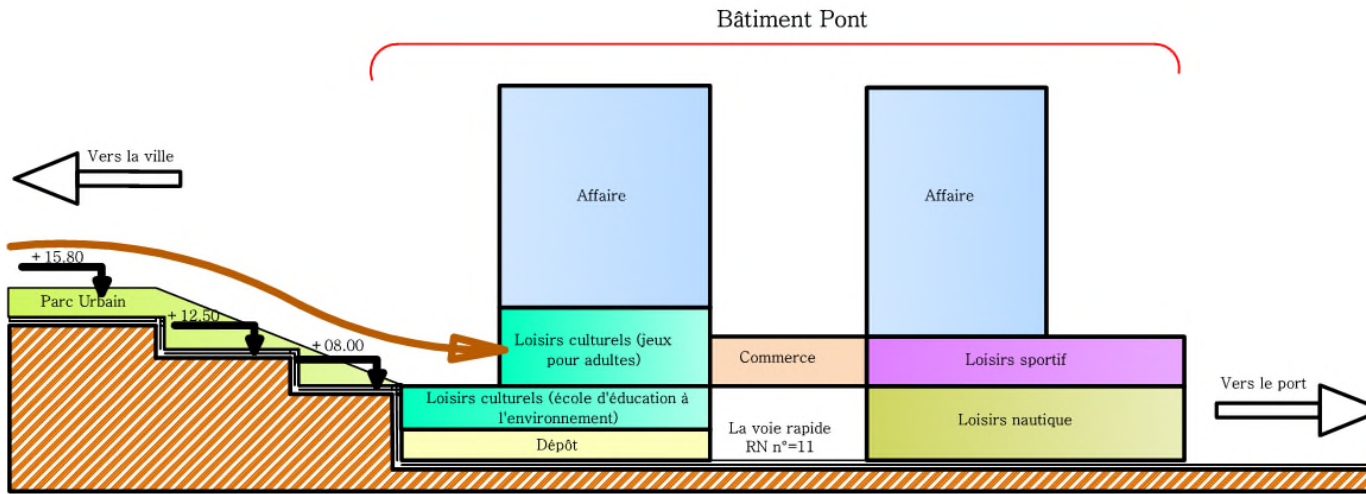 Bâtiment Pont
Vers la ville
Affaire
Affaire
+ 15.80
Parc Urbain
+ 12.50
+ 08.00
Loisirs culturels (jeux
pour adultes)
Commerce
Loisirs sportif
Vers le port
Loisirs culturels (école d'éducation à
l'environnement)
Dépôt
La voie rapide
RN n°=11
Loisirs nautique